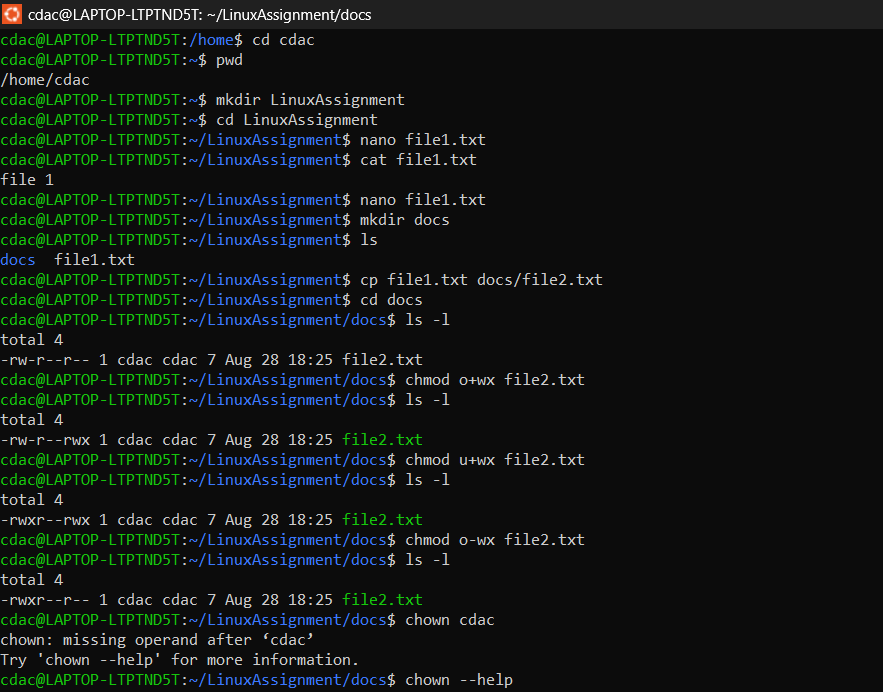 cdac@LAPTOP-LTPTND5T: ~/LinuxAssignment/docs
cdac@LAPTOP-LTPTND5T:/home$ cd cdac
cdac@LAPTOP-LTPTND5T:~$ pwd
/home/cdac
cdac@LAPTOP-LTPTND5T:~$ mkdir LinuxAssignment
cdac@LAPTOP-LTPTND5T:~$ cd LinuxAssignment
cdac@LAPTOP-LTPTND5T:~/LinuxAssignment$ nano file1.txt
cdac@LAPTOP-LTPTND5T:~/LinuxAssignment$ cat file1.txt
file 1
cdac@LAPTOP-LTPTND5T:~/LinuxAssignment$ nano file1.txt
cdac@LAPTOP-LTPTND5T:~/LinuxAssignment$ mkdir docs
cdac@LAPTOP-LTPTND5T:~/LinuxAssignment$ ls
docs  file1.txt
cdac@LAPTOP-LTPTND5T:~/LinuxAssignment$ cp file1.txt docs/file2.txt
cdac@LAPTOP-LTPTND5T:~/LinuxAssignment$ cd docs
cdac@LAPTOP-LTPTND5T:~/LinuxAssignment/docs$ ls -l
total 4
-rw-r--r-- 1 cdac cdac 7 Aug 28 18:25 file2.txt
cdac@LAPTOP-LTPTND5T:~/LinuxAssignment/docs$ chmod o+wx file2.txt
cdac@LAPTOP-LTPTND5T:~/LinuxAssignment/docs$ ls -l
total 4
-rw-r--rwx 1 cdac cdac 7 Aug 28 18:25 file2.txt
cdac@LAPTOP-LTPTND5T:~/LinuxAssignment/docs$ chmod u+wx file2.txt
cdac@LAPTOP-LTPTND5T:~/LinuxAssignment/docs$ ls -l
total 4
-rwxr--rwx 1 cdac cdac 7 Aug 28 18:25 file2.txt
cdac@LAPTOP-LTPTND5T:~/LinuxAssignment/docs$ chmod o-wx file2.txt
cdac@LAPTOP-LTPTND5T:~/LinuxAssignment/docs$ ls -l
total 4
-rwxr--r-- 1 cdac cdac 7 Aug 28 18:25 file2.txt
cdac@LAPTOP-LTPTND5T:~/LinuxAssignment/docs$ chown cdac
chown: missing operand after ‘cdac’
Try 'chown --help' for more information.
cdac@LAPTOP-LTPTND5T:~/LinuxAssignment/docs$ chown --help